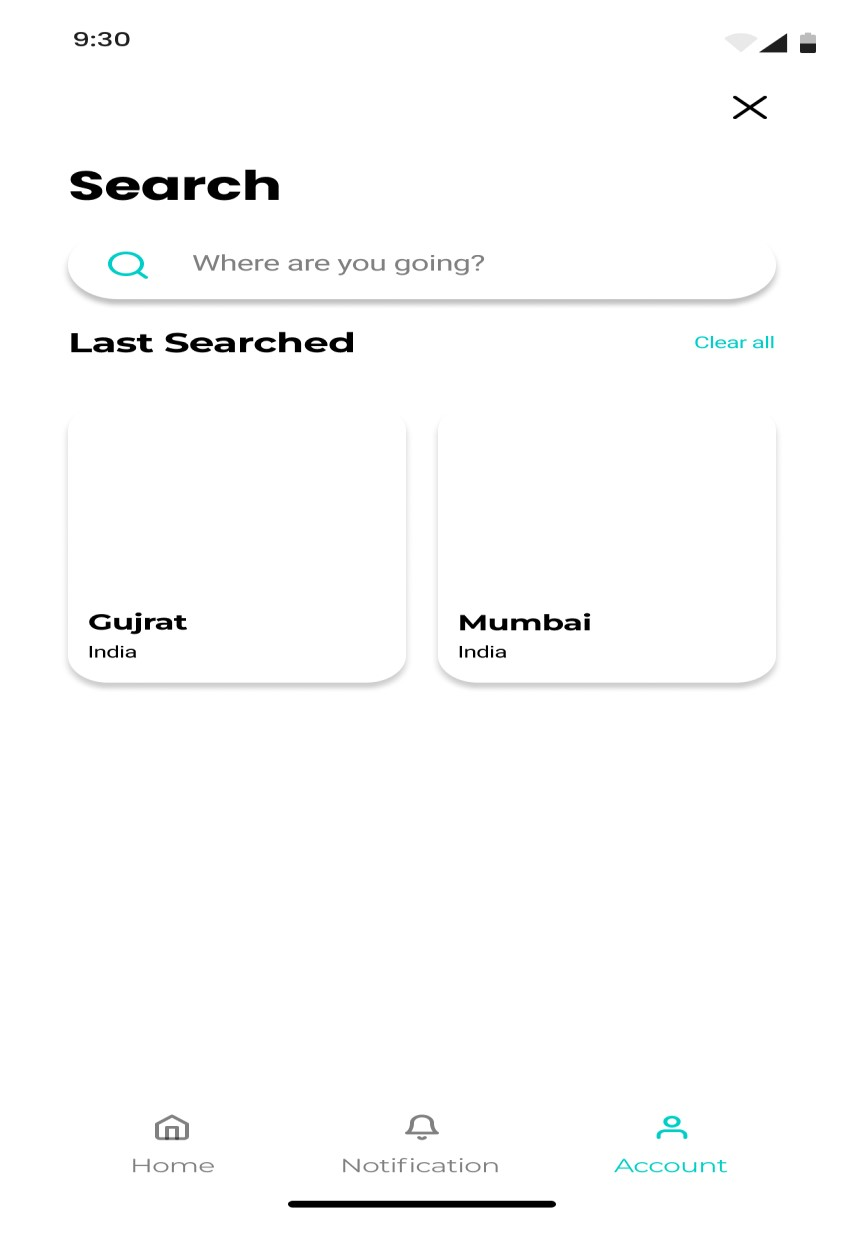 9:30
Search
Where are you going?
Last Searched
Clear all
Gujrat
India
Mumbai
India
Home
Notification
Account